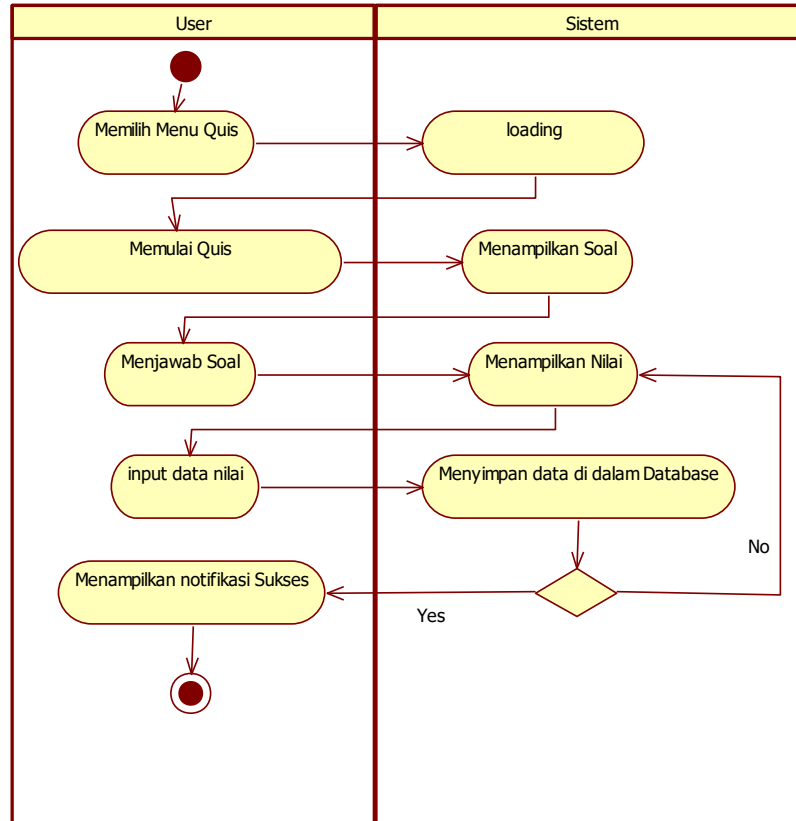 User
Sistem
Memilih Menu Quis
loading
Memulai Quis
Menampilkan Soal
Menjawab Soal
Menampilkan Nilai
input data nilai
Menyimpan data di dalam Database
No
Menampilkan notifikasi Sukses
Yes